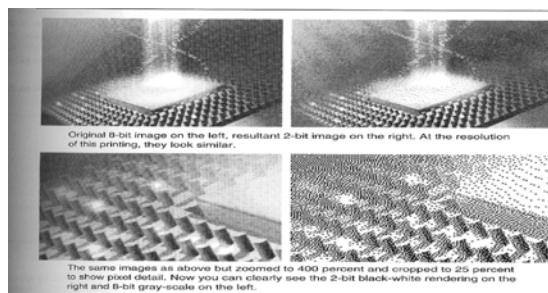 Original 8-bit image on the left, resultant 2-bit image on the right. At the resolution
of this printing, they look similar.
The same images as above but zoomed to 400 percent and cropped to 25 percent
to show pixel detail. Now you can clearly see the 2-bit black-white rendering on the
right and 8-bit gray-scale on the left.